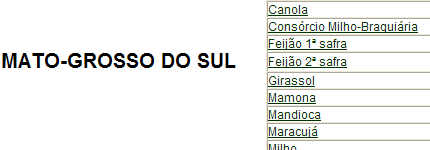 MATO-GROSSO DO SUL
Canola
Consórcio Milho-Braquiária
Feijão 1ª safra
Feijão 2ª safra
Girassol
Mamona
Mandioca
Maracujá
Milho